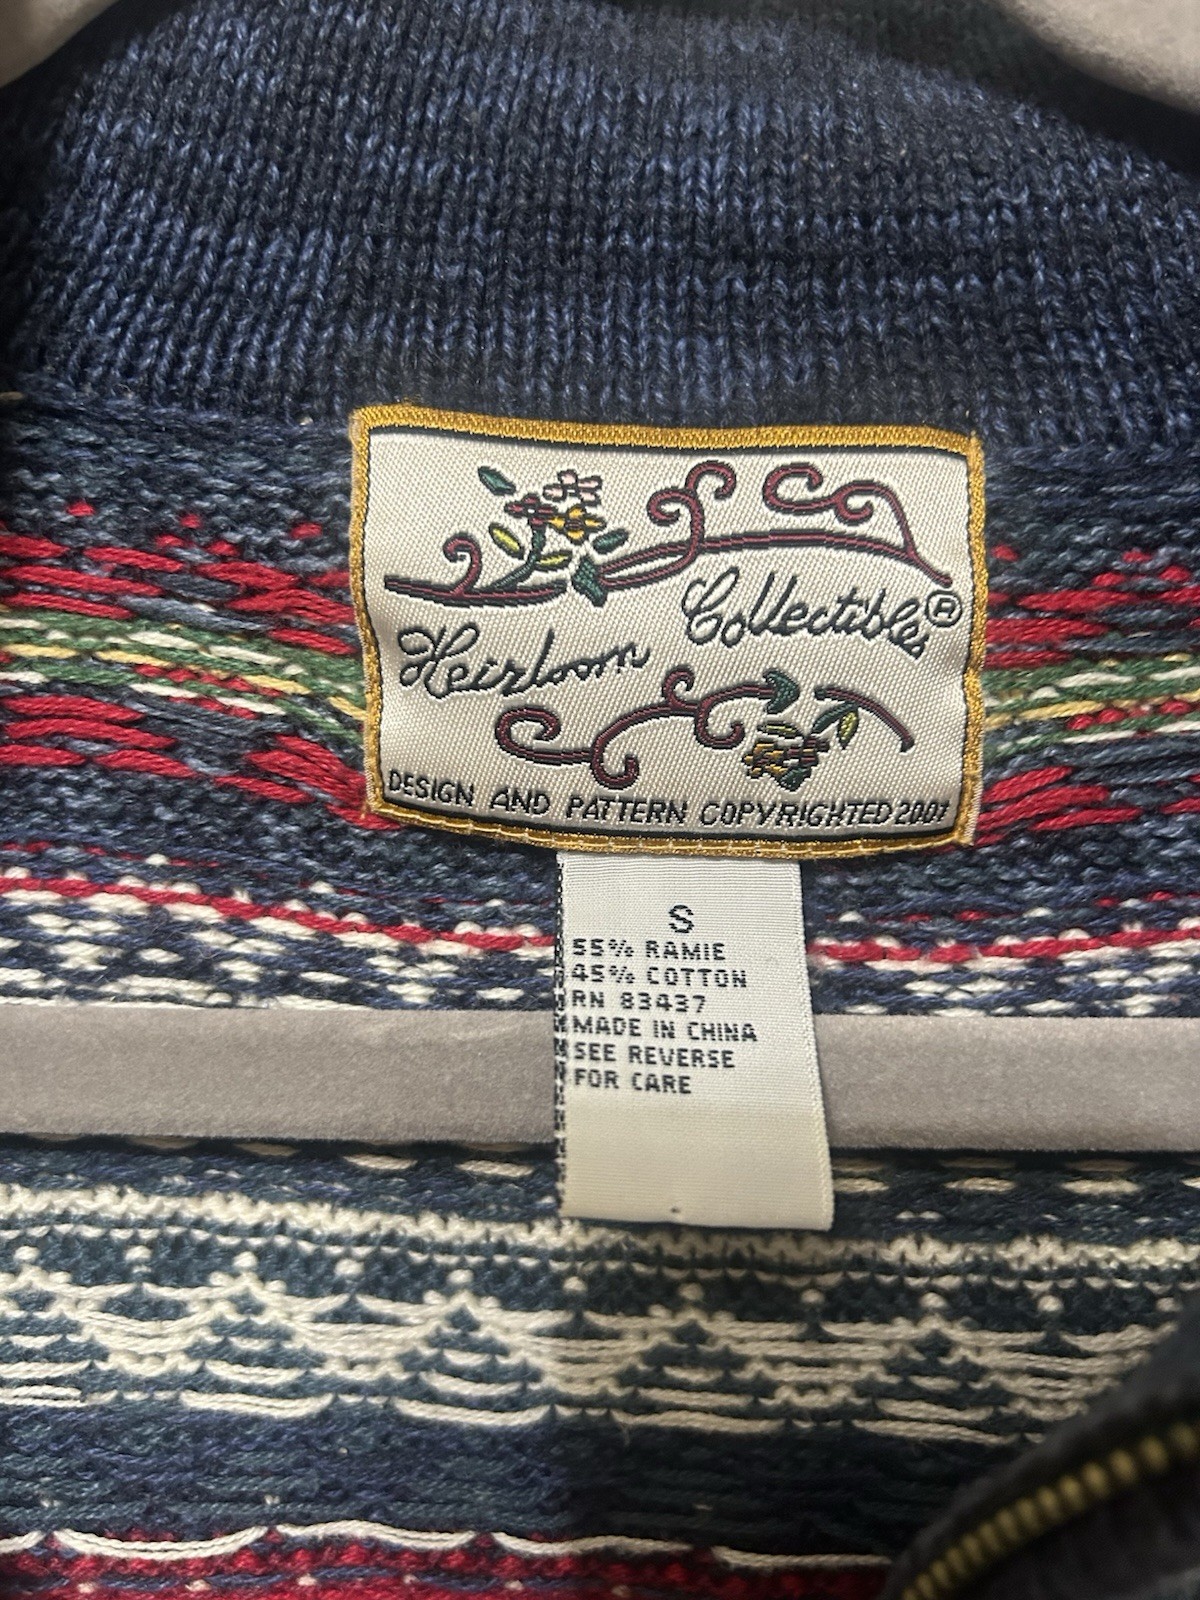 Heirloom Collectibles®
DESIGN AND PATTERN COPYRIGHTED 2001
S
55% RAMIE
45% COTTON
RN 83437
MADE IN CHINA
SEE REVERSE
FOR CARE